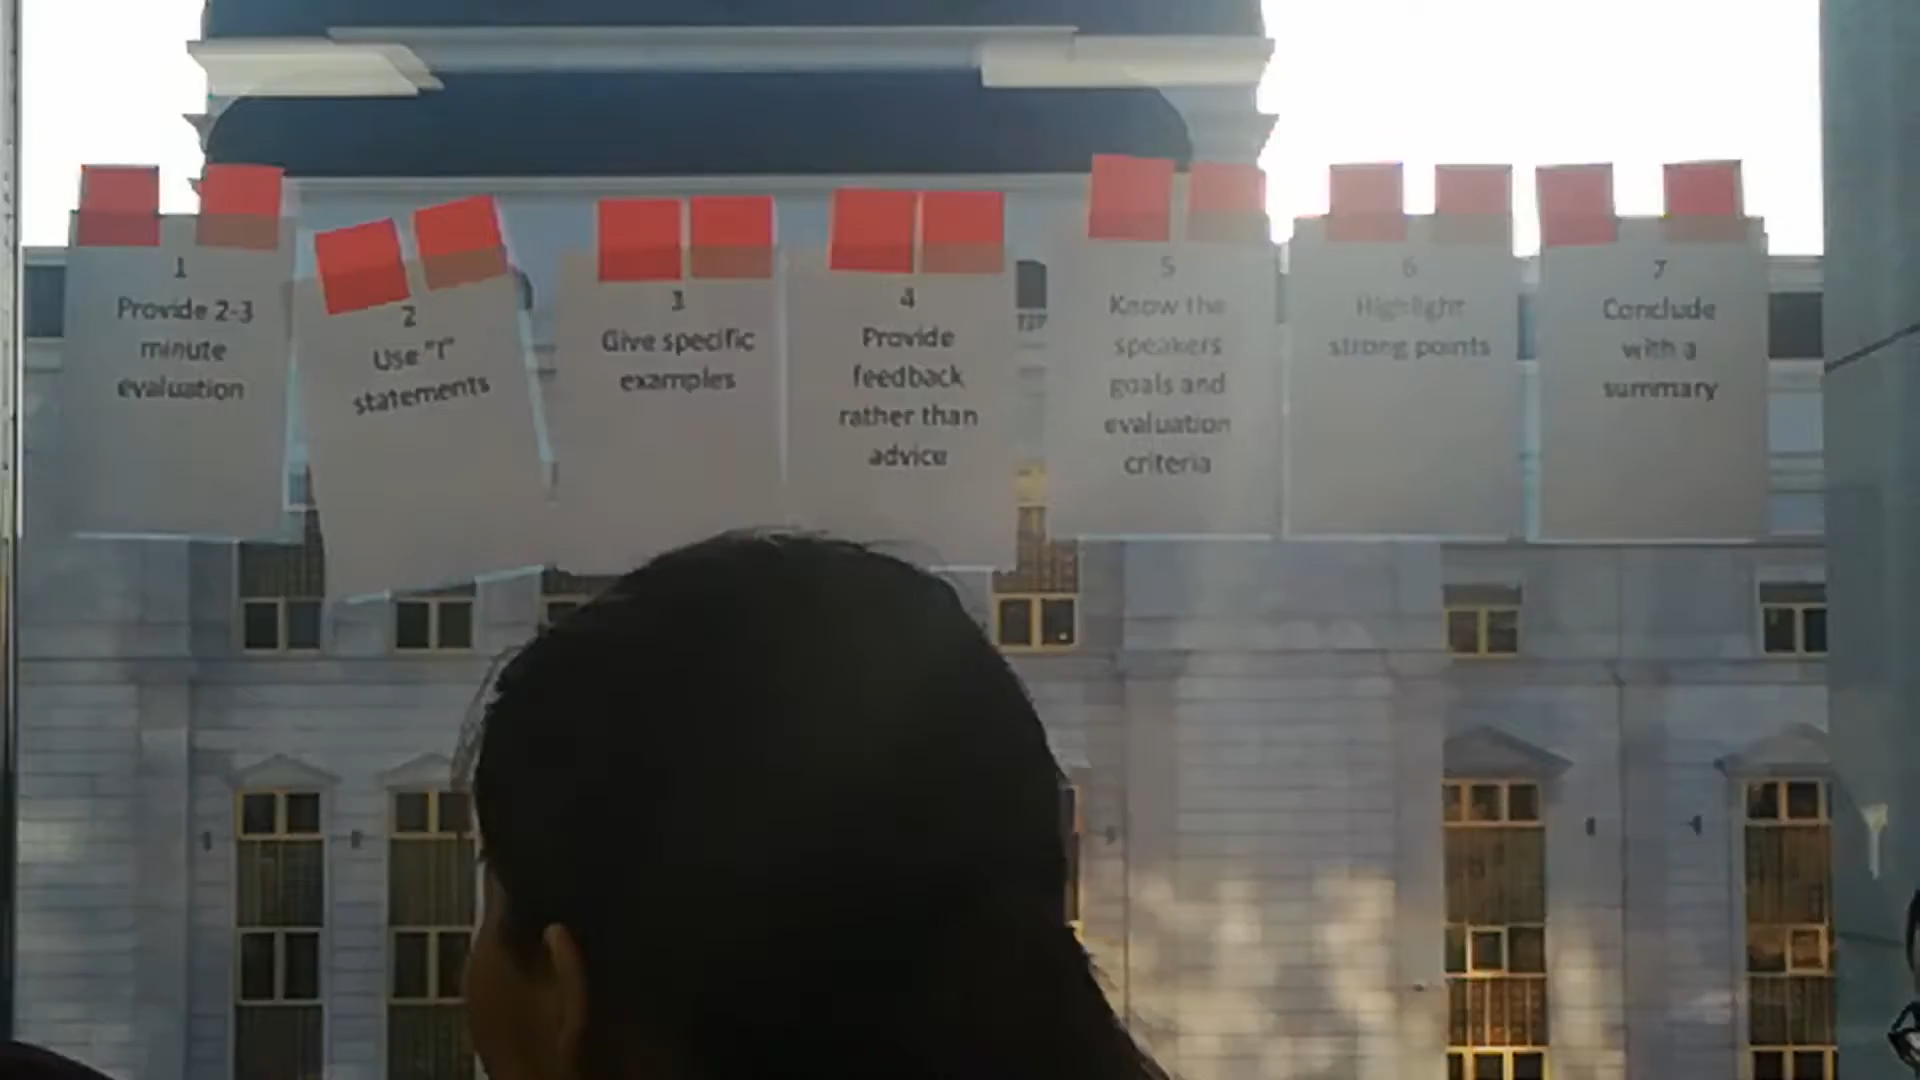 1
Provide 2-3
minute
evaluation
2
Use "I"
statements
3
Give specific
examples
4
Provide
feedback
rather than
advice
5
Know the
speakers
goals and
evaluation
criteria
6
Highlight
strong points
7
Conclude
with a
summary